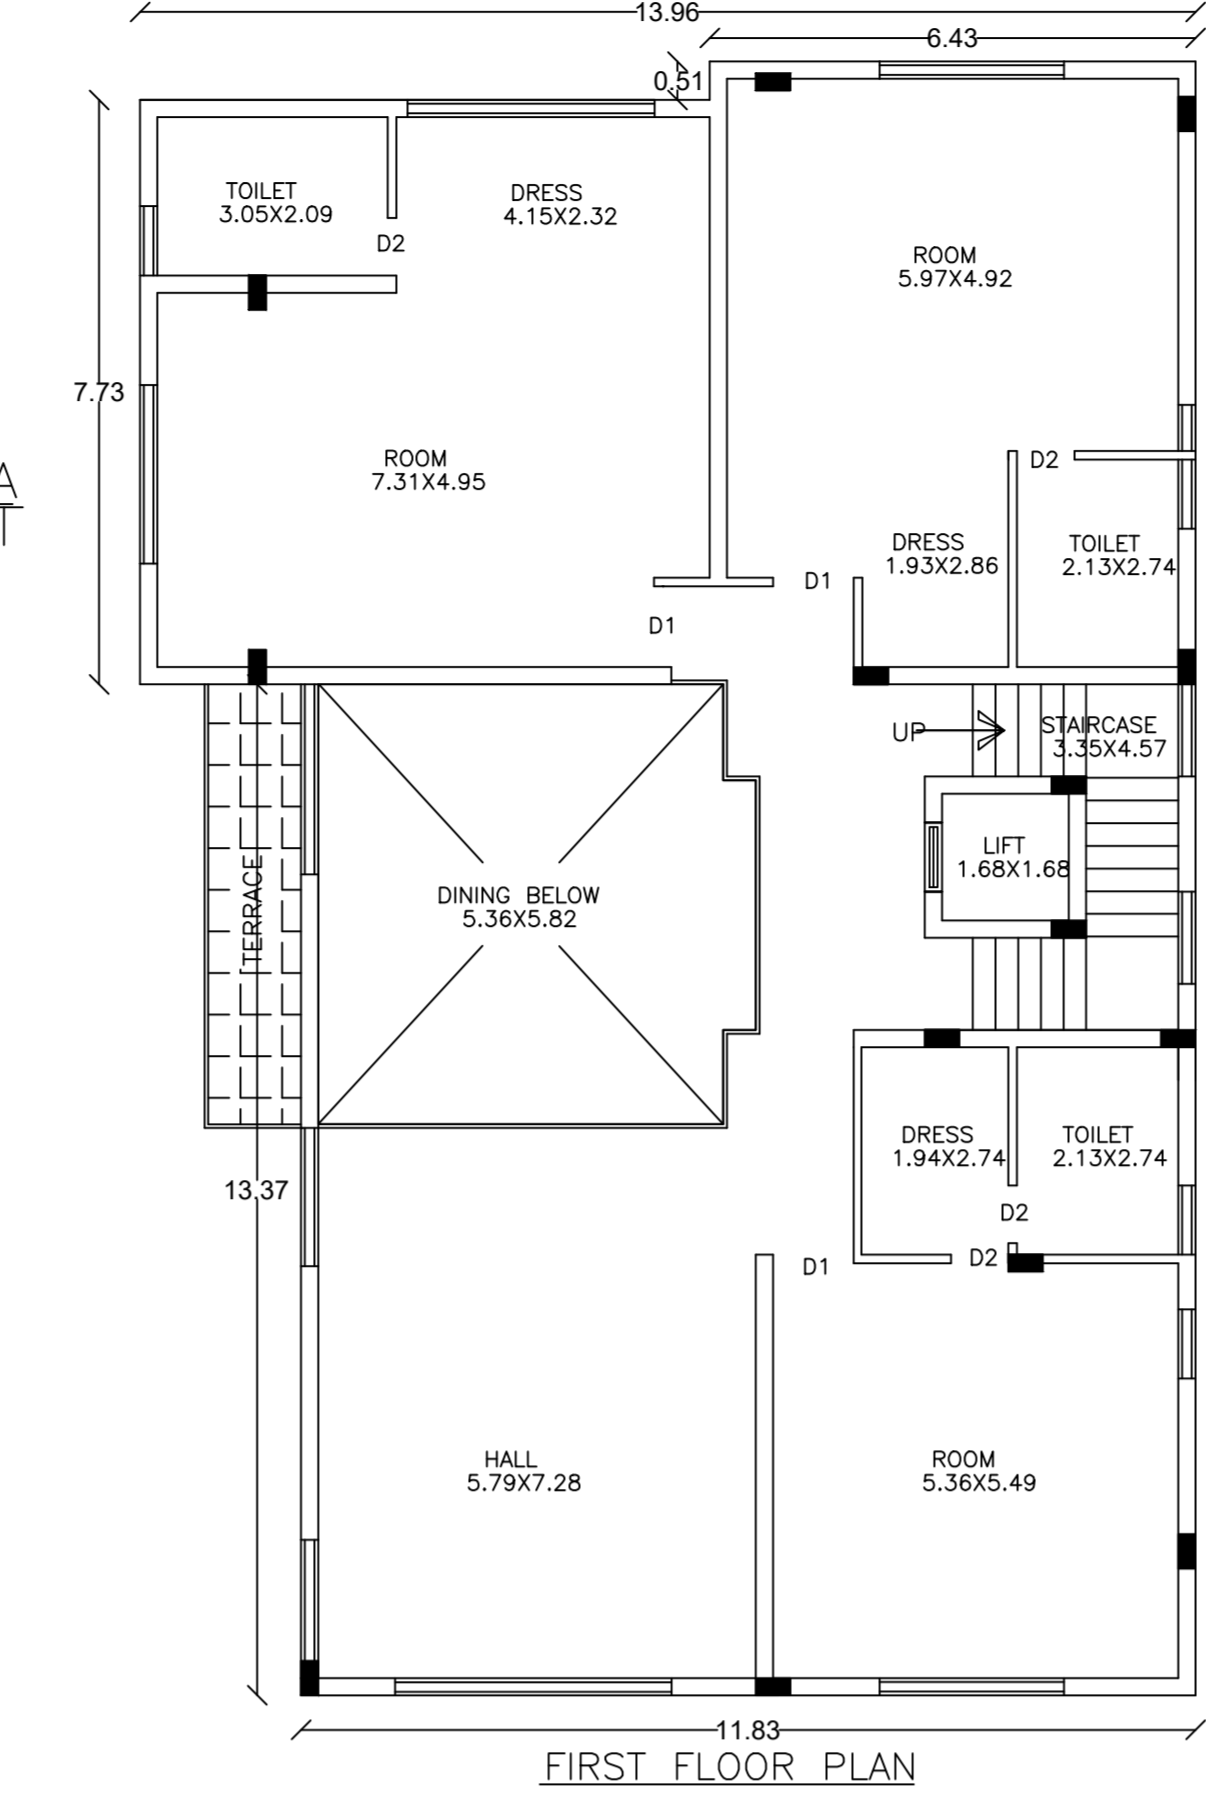 13.96
6.43
0.51
TOILET
3.05X2.09
DRESS
4.15X2.32
D2
ROOM
5.97X4.92
7.73
A
T
ROOM
7.31X4.95
D2
DRESS
1.93X2.86
TOILET
2.13X2.74
D1
D1
UP
STAIRCASE
3.35X4.57
LIFT
1.68X1.68
DINING BELOW
5.36X5.82
TERRACE
DRESS
1.94X2.74
TOILET
2.13X2.74
13.37
D2
D2
D1
HALL
5.79X7.28
ROOM
5.36X5.49
11.83
FIRST FLOOR PLAN